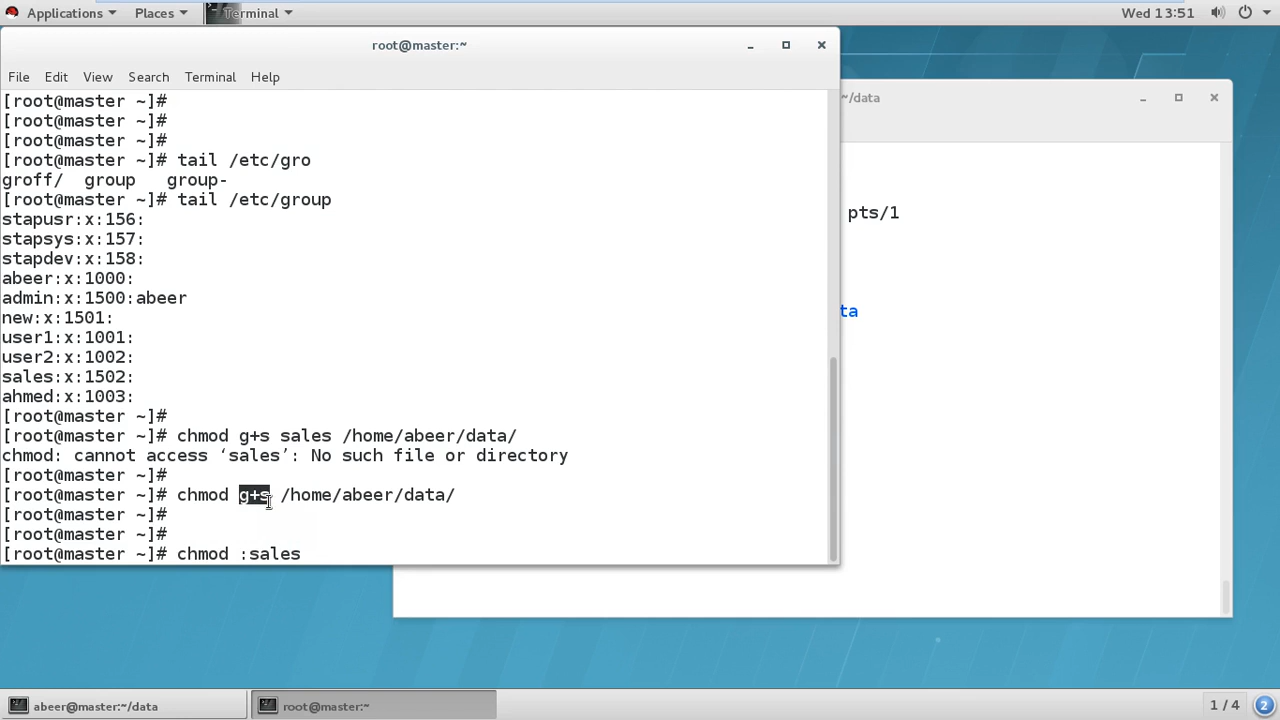 Applications Places Terminal Wed 13:51
root@master:~
File Edit View Search Terminal Help
~/data
[root@master ~]#
[root@master ~]#
[root@master ~]#
[root@master ~]# tail /etc/gro
groff/ group group-
[root@master ~]# tail /etc/group
stapusr:x:156:
stapsys:x:157:
stapdev:x:158:
abeer:x:1000:
admin:x:1500:abeer
new:x:1501:
user1:x:1001:
user2:x:1002:
sales:x:1502:
ahmed:x:1003:
[root@master ~]#
[root@master ~]# chmod g+s sales /home/abeer/data/
chmod: cannot access ‘sales’: No such file or directory
[root@master ~]#
[root@master ~]# chmod g+s /home/abeer/data/
[root@master ~]#
[root@master ~]#
[root@master ~]# chmod :sales
pts/1
ta
abeer@master:~/data root@master:~ 1 / 4 2